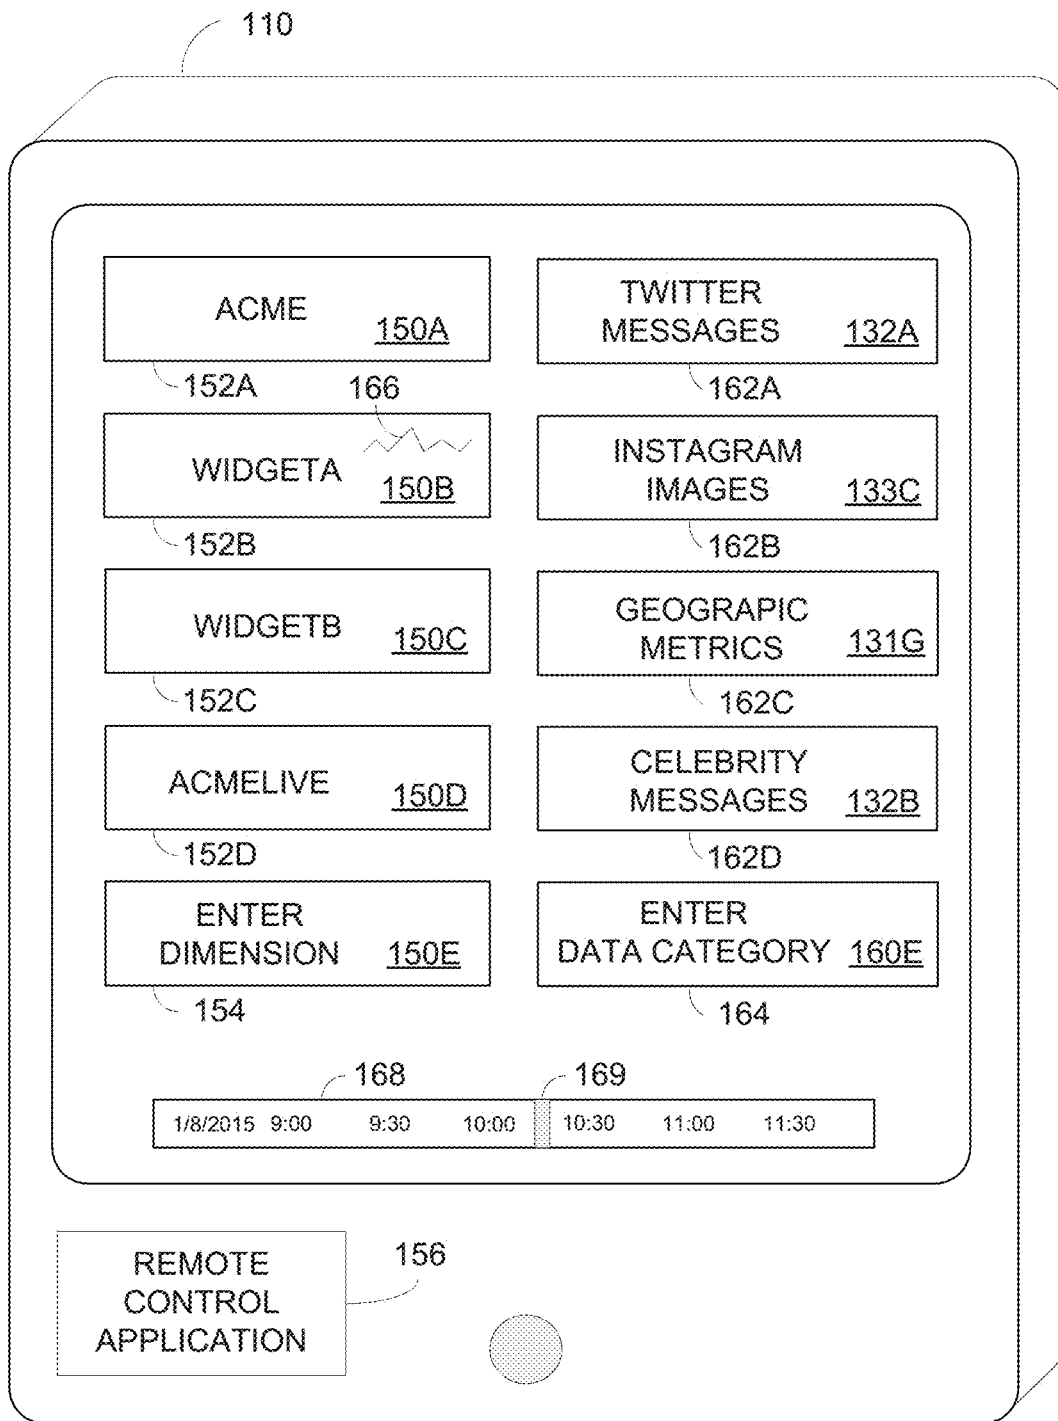 110
ACME 150A
152A
166
WIDGETA 150B
152B
WIDGETB 150C
152C
ACMELIVE 150D
152D
ENTER
DIMENSION 150E
154
TWITTER
MESSAGES 132A
162A
INSTAGRAM
IMAGES 133C
162B
GEOGRAPIC
METRICS 131G
162C
CELEBRITY
MESSAGES 132B
162D
ENTER
DATA CATEGORY 160E
164
168
169
1/8/2015 9:00 9:30 10:00 10:30 11:00 11:30
REMOTE
CONTROL
APPLICATION
156